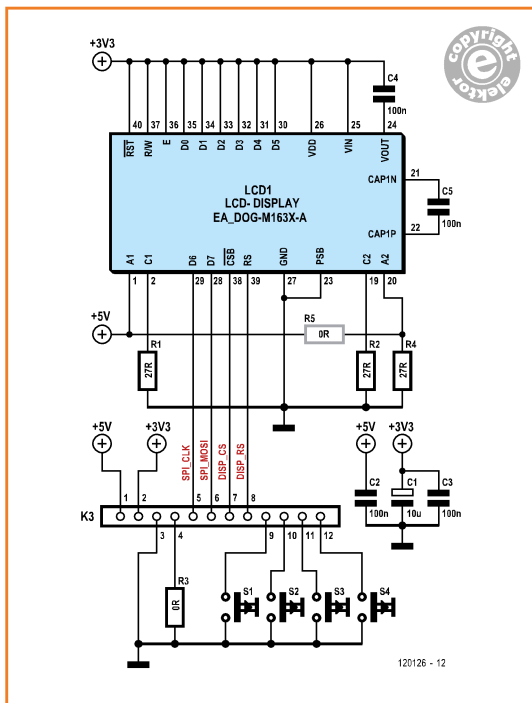 copyright
e
elektor
+3V3
C4
100n
40 37 36 35 34 33 32 31 30 26 25 24
RST R/W E D0 D1 D2 D3 D4 D5 VDD VIN VOUT
CAP1N 21
LCD1
LCD- DISPLAY
EA_DOG-M163X-A
C5
100n
CAP1P 22
A1 C1 D6 D7 CSB RS GND PSB C2 A2
1 2 29 28 38 39 27 23 19 20
+5V
R5
0R
R1
27R
R2
27R
R4
27R
SPI_CLK
SPI_MOSI
DISP_CS
DISP_RS
+5V +3V3
+5V +3V3
C2
100n
C1
10u
C3
100n
1 2 5 6 7 8
K3
3 4 9 10 11 12
R3
0R
S1 S2 S3 S4
120126 - 12